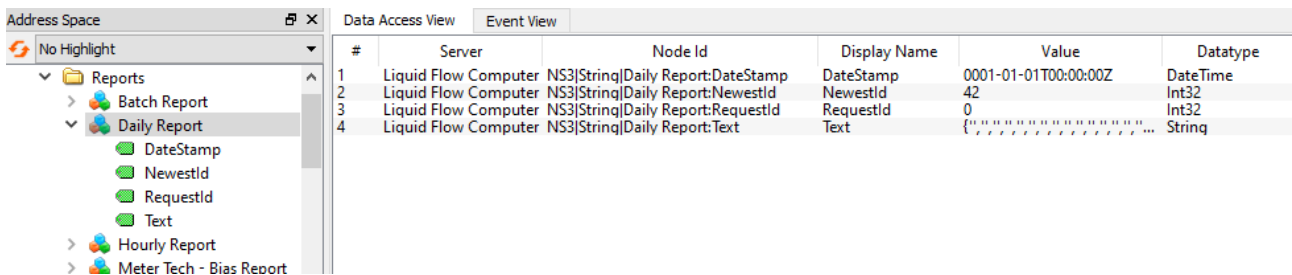 Address Space
No Highlight
Reports
Batch Report
Daily Report
DateStamp
NewestId
RequestId
Text
Hourly Report
Meter Tech - Bias Report
Data Access View Event View
# Server Node Id Display Name Value Datatype
1 Liquid Flow Computer NS3|String|Daily Report:DateStamp DateStamp 0001-01-01T00:00:00Z DateTime
2 Liquid Flow Computer NS3|String|Daily Report:NewestId NewestId 42 Int32
3 Liquid Flow Computer NS3|String|Daily Report:RequestId RequestId 0 Int32
4 Liquid Flow Computer NS3|String|Daily Report:Text Text {'','','','','','','','','','','','','','','',''... String